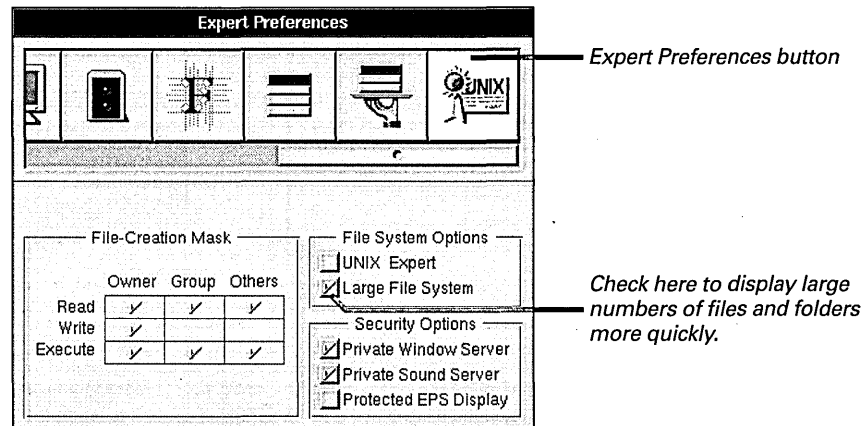 Expert Preferences
F
UNIX
Expert Preferences button
File-Creation Mask
Owner Group Others
Read
Write
Execute
File System Options
UNIX Expert
Large File System
Check here to display large
numbers of files and folders
more quickly.
Security Options
Private Window Server
Private Sound Server
Protected EPS Display